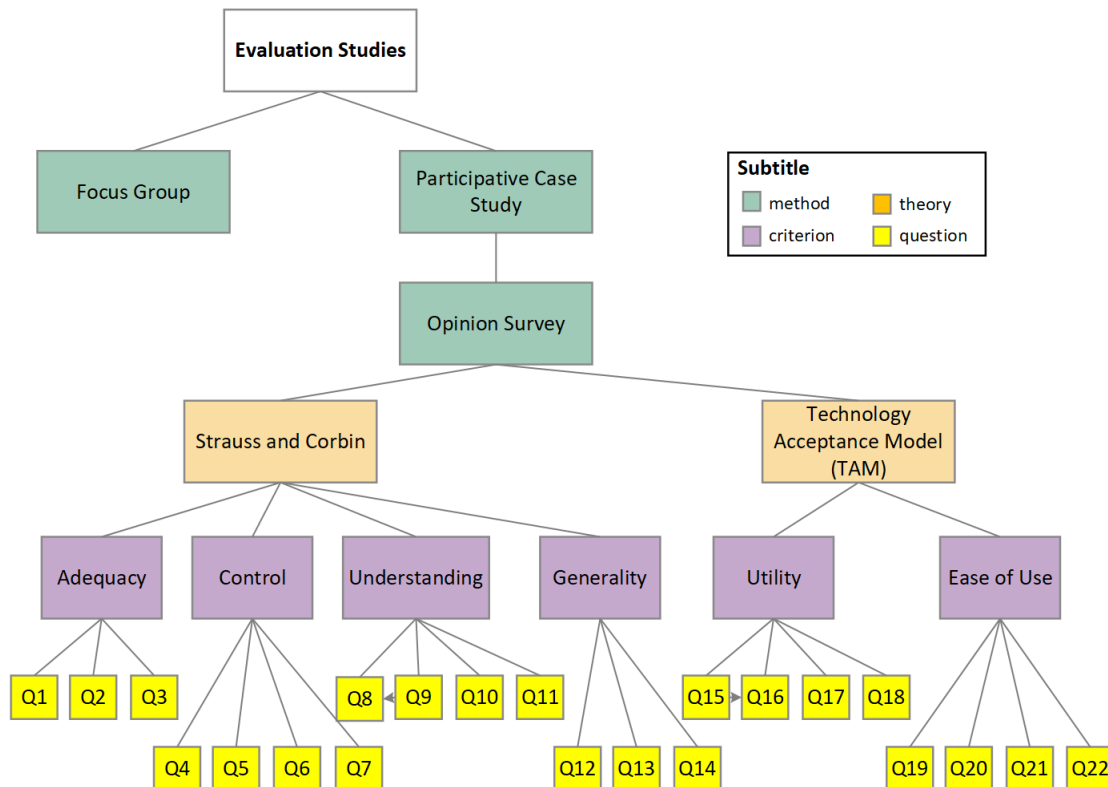 Evaluation Studies
Focus Group
Participative Case
Study
Subtitle
method
theory
criterion
question
Opinion Survey
Strauss and Corbin
Technology
Acceptance Model
(TAM)
Adequacy
Control
Understanding
Generality
Utility
Ease of Use
Q1 Q2 Q3 Q8 Q9 Q10 Q11 Q15 Q16 Q17 Q18
Q4 Q5 Q6 Q7 Q12 Q13 Q14 Q19 Q20 Q21 Q22